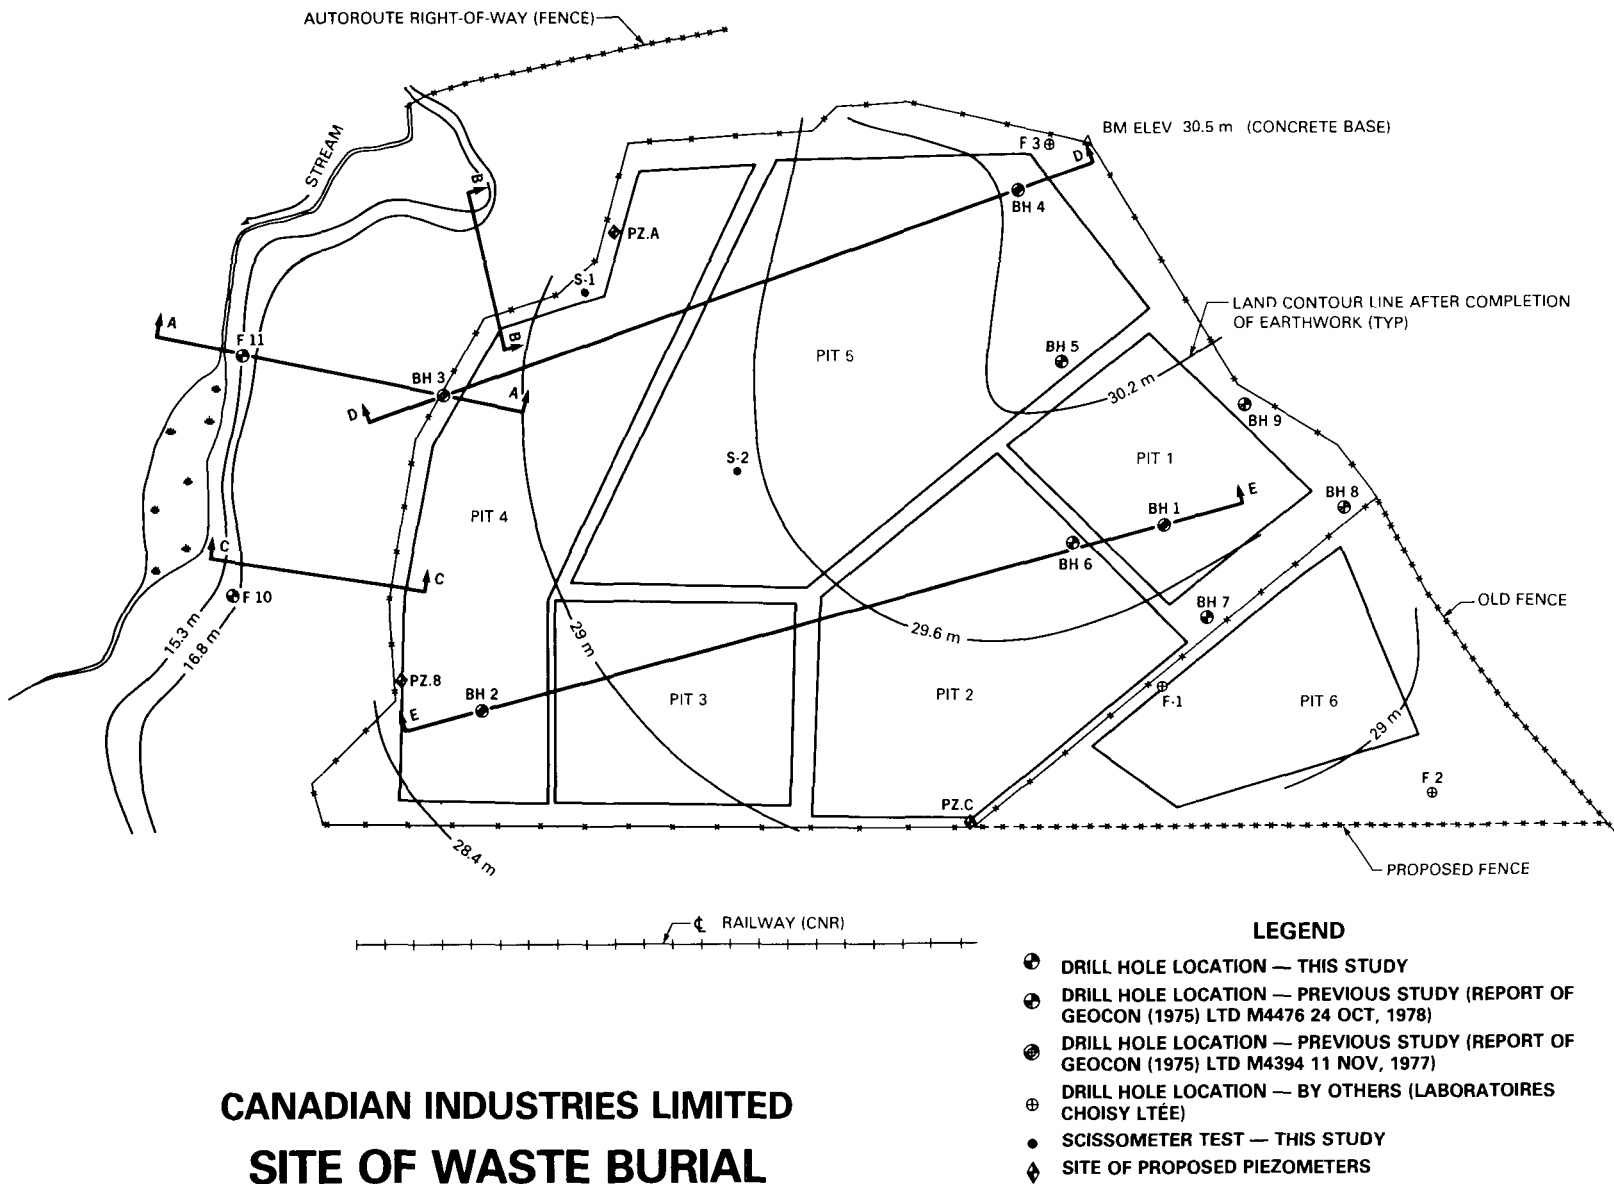 AUTOROUTE RIGHT-OF-WAY (FENCE)
STREAM
BM ELEV 30.5 m (CONCRETE BASE)
F 3
D
BH 4
B
PZ.A
S-1
LAND CONTOUR LINE AFTER COMPLETION
OF EARTHWORK (TYP)
A
F 11
B
BH 5
PIT 5
BH 3
A
D
30.2 m
BH 9
S-2
PIT 1
E
BH 8
BH 1
PIT 4
C
BH 6
C
F 10
BH 7
OLD FENCE
15.3 m
16.8 m
29 m
29.6 m
PZ.8
BH 2
E
PIT 3
PIT 2
F-1
PIT 6
29 m
F 2
PZ.C
28.4 m
PROPOSED FENCE
℄ RAILWAY (CNR)
LEGEND
DRILL HOLE LOCATION — THIS STUDY
DRILL HOLE LOCATION — PREVIOUS STUDY (REPORT OF
GEOCON (1975) LTD M4476 24 OCT, 1978)
DRILL HOLE LOCATION — PREVIOUS STUDY (REPORT OF
GEOCON (1975) LTD M4394 11 NOV, 1977)
DRILL HOLE LOCATION — BY OTHERS (LABORATOIRES
CHOISY LTÉE)
SCISSOMETER TEST — THIS STUDY
SITE OF PROPOSED PIEZOMETERS
CANADIAN INDUSTRIES LIMITED
SITE OF WASTE BURIAL